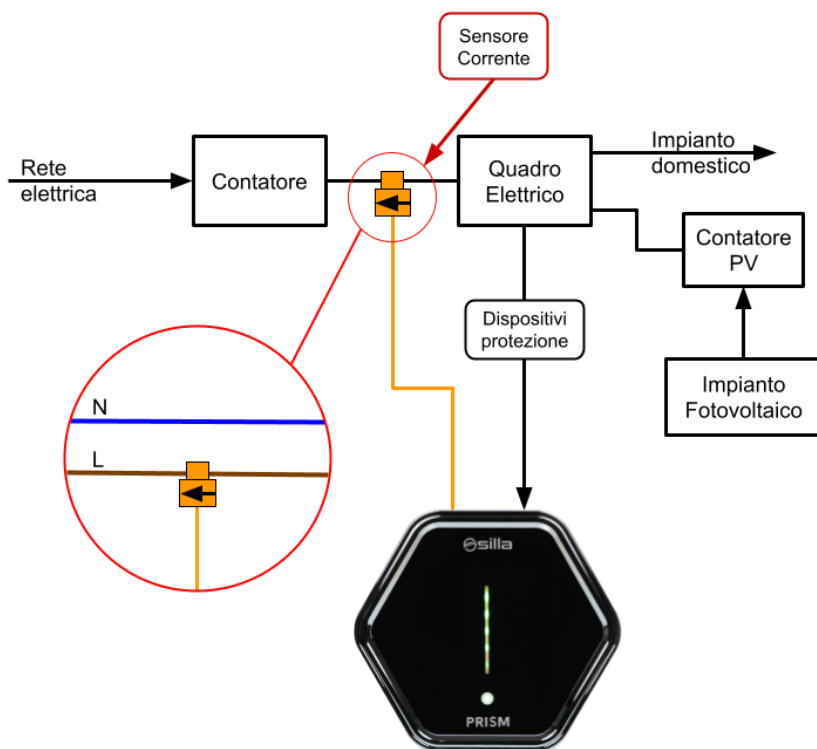 Sensore
Corrente
Rete
elettrica
Contatore
Quadro
Elettrico
Impianto
domestico
Contatore
PV
Dispositivi
protezione
Impianto
Fotovoltaico
N
L
silla
PRISM